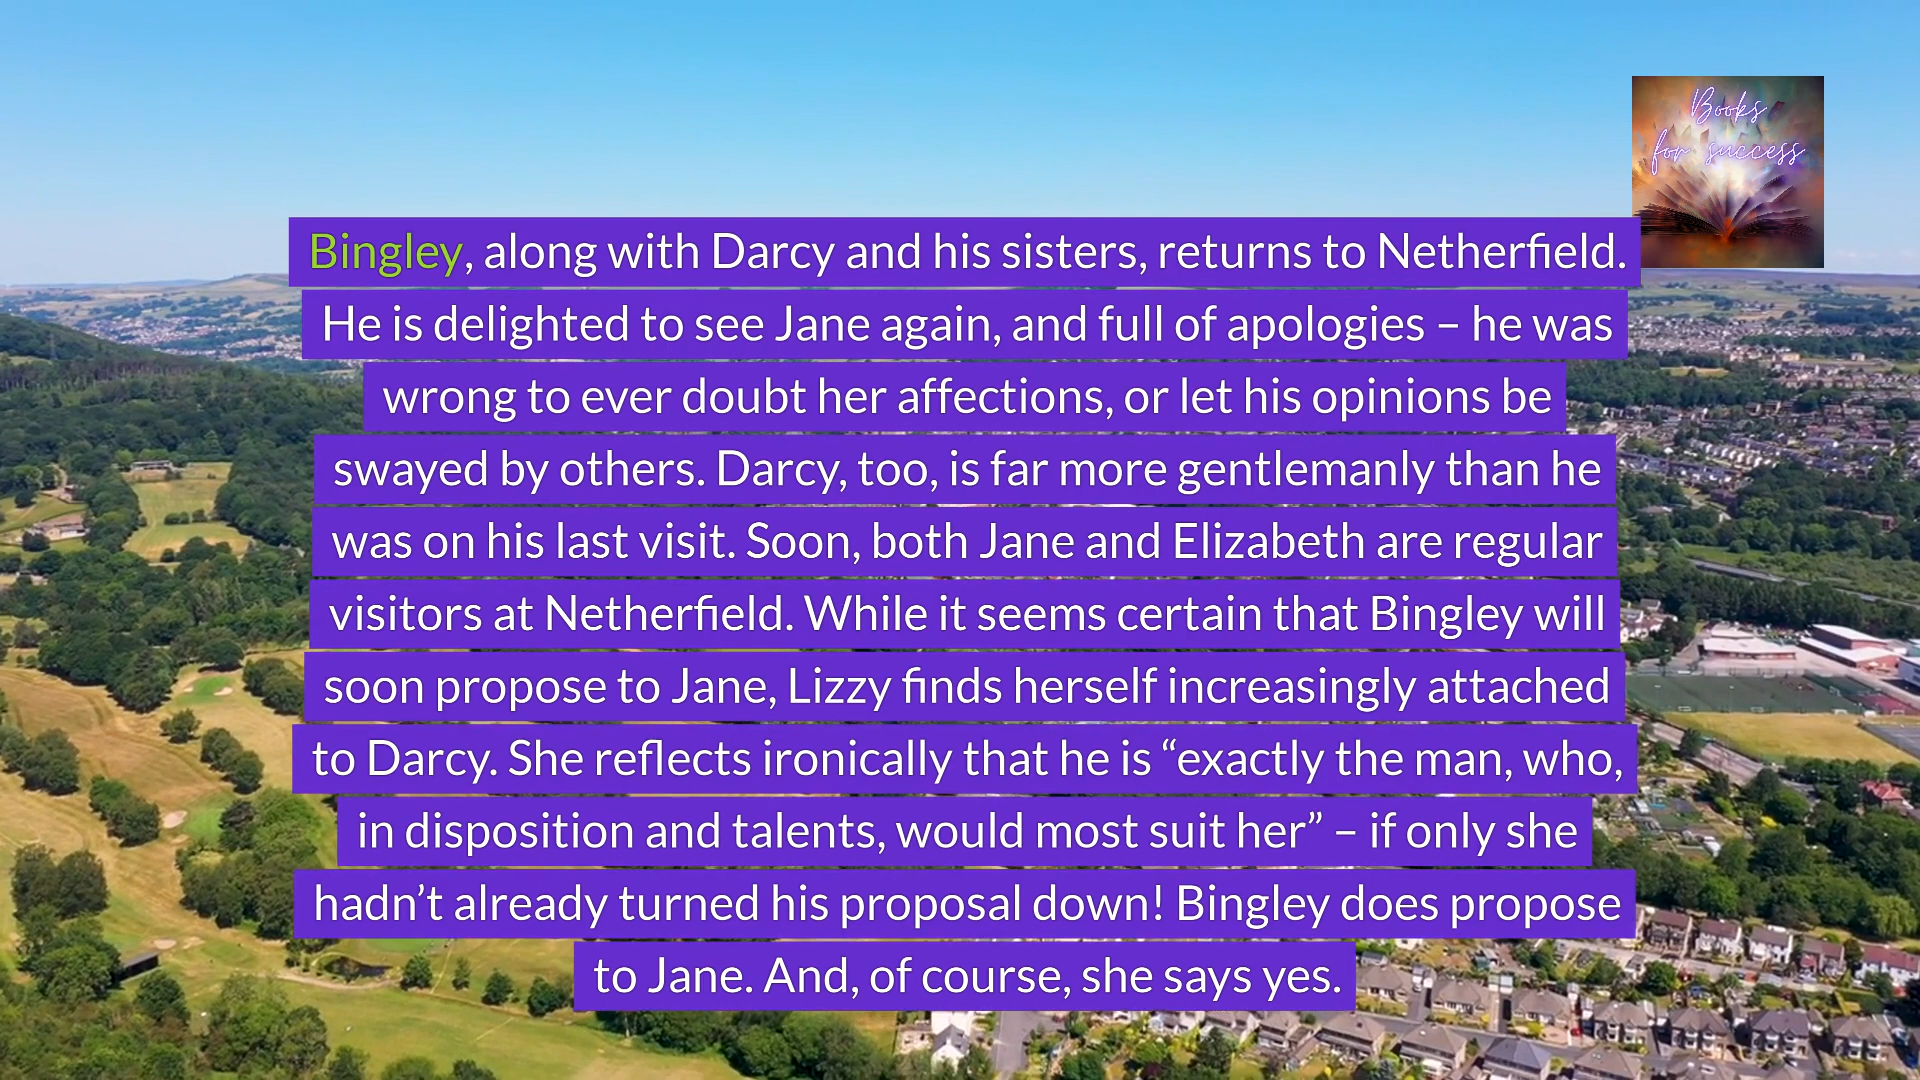 Books
for success
Bingley, along with Darcy and his sisters, returns to Netherfield.
He is delighted to see Jane again, and full of apologies – he was
wrong to ever doubt her affections, or let his opinions be
swayed by others. Darcy, too, is far more gentlemanly than he
was on his last visit. Soon, both Jane and Elizabeth are regular
visitors at Netherfield. While it seems certain that Bingley will
soon propose to Jane, Lizzy finds herself increasingly attached
to Darcy. She reflects ironically that he is “exactly the man, who,
in disposition and talents, would most suit her” – if only she
hadn’t already turned his proposal down! Bingley does propose
to Jane. And, of course, she says yes.